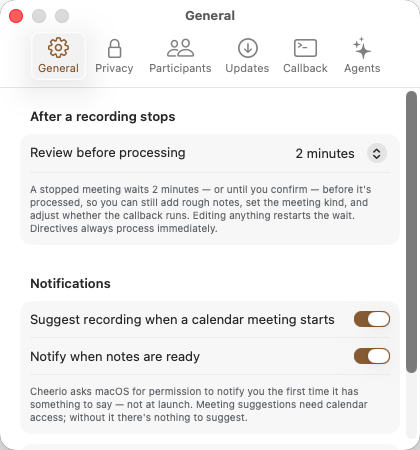 General
General
Privacy
Participants
Updates
Callback
Agents
After a recording stops
Review before processing
2 minutes
A stopped meeting waits 2 minutes — or until you confirm — before it's
processed, so you can still add rough notes, set the meeting kind, and
adjust whether the callback runs. Editing anything restarts the wait.
Directives always process immediately.
Notifications
Suggest recording when a calendar meeting starts
Notify when notes are ready
Cheerio asks macOS for permission to notify you the first time it has
something to say — not at launch. Meeting suggestions need calendar
access; without it there's nothing to suggest.